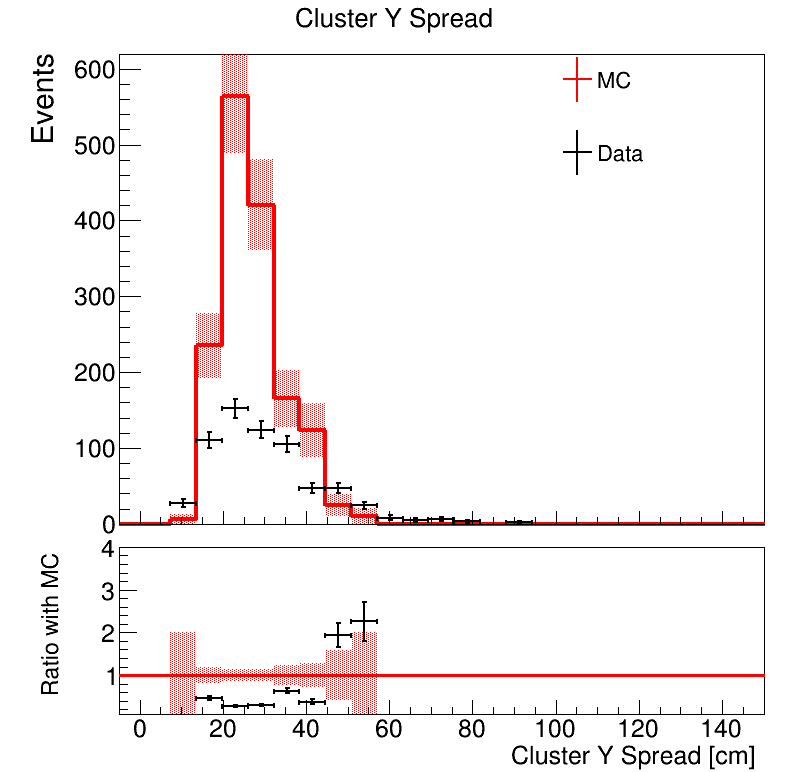 Cluster Y Spread
Events
600
500
400
300
200
100
0
MC
Data
Ratio with MC
4
3
2
1
0 20 40 60 80 100 120 140
Cluster Y Spread [cm]